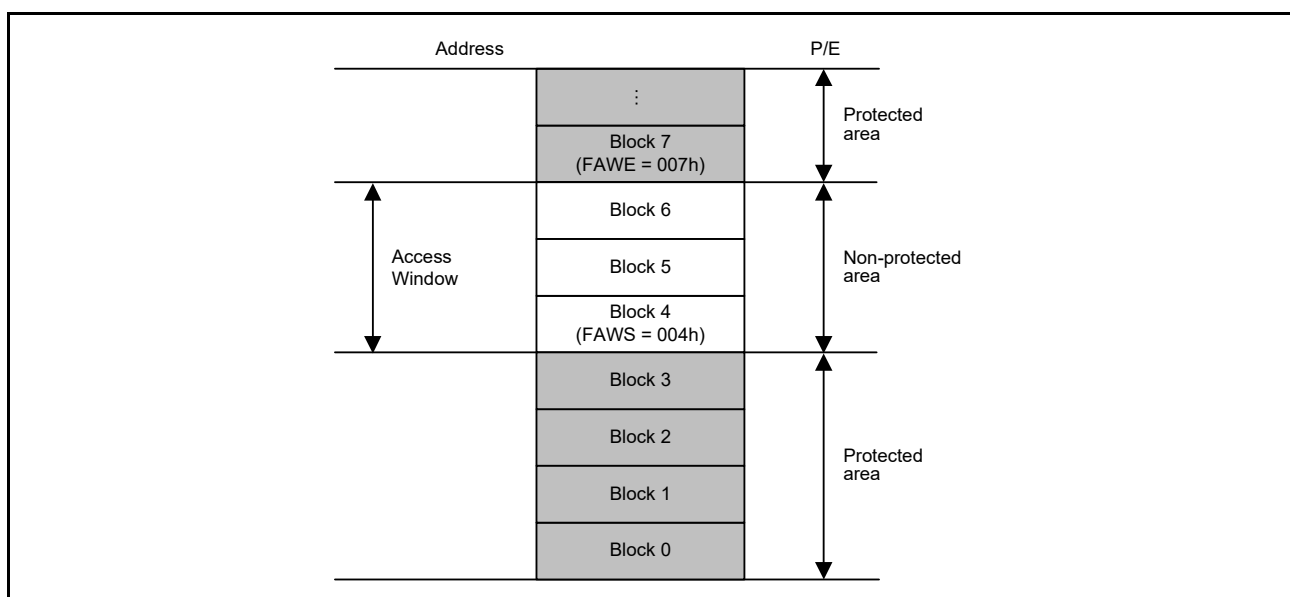 Address
P/E
⋮
Protected
area
Block 7
(FAWE = 007h)
Block 6
Access
Window
Block 5
Non-protected
area
Block 4
(FAWS = 004h)
Block 3
Block 2
Protected
area
Block 1
Block 0